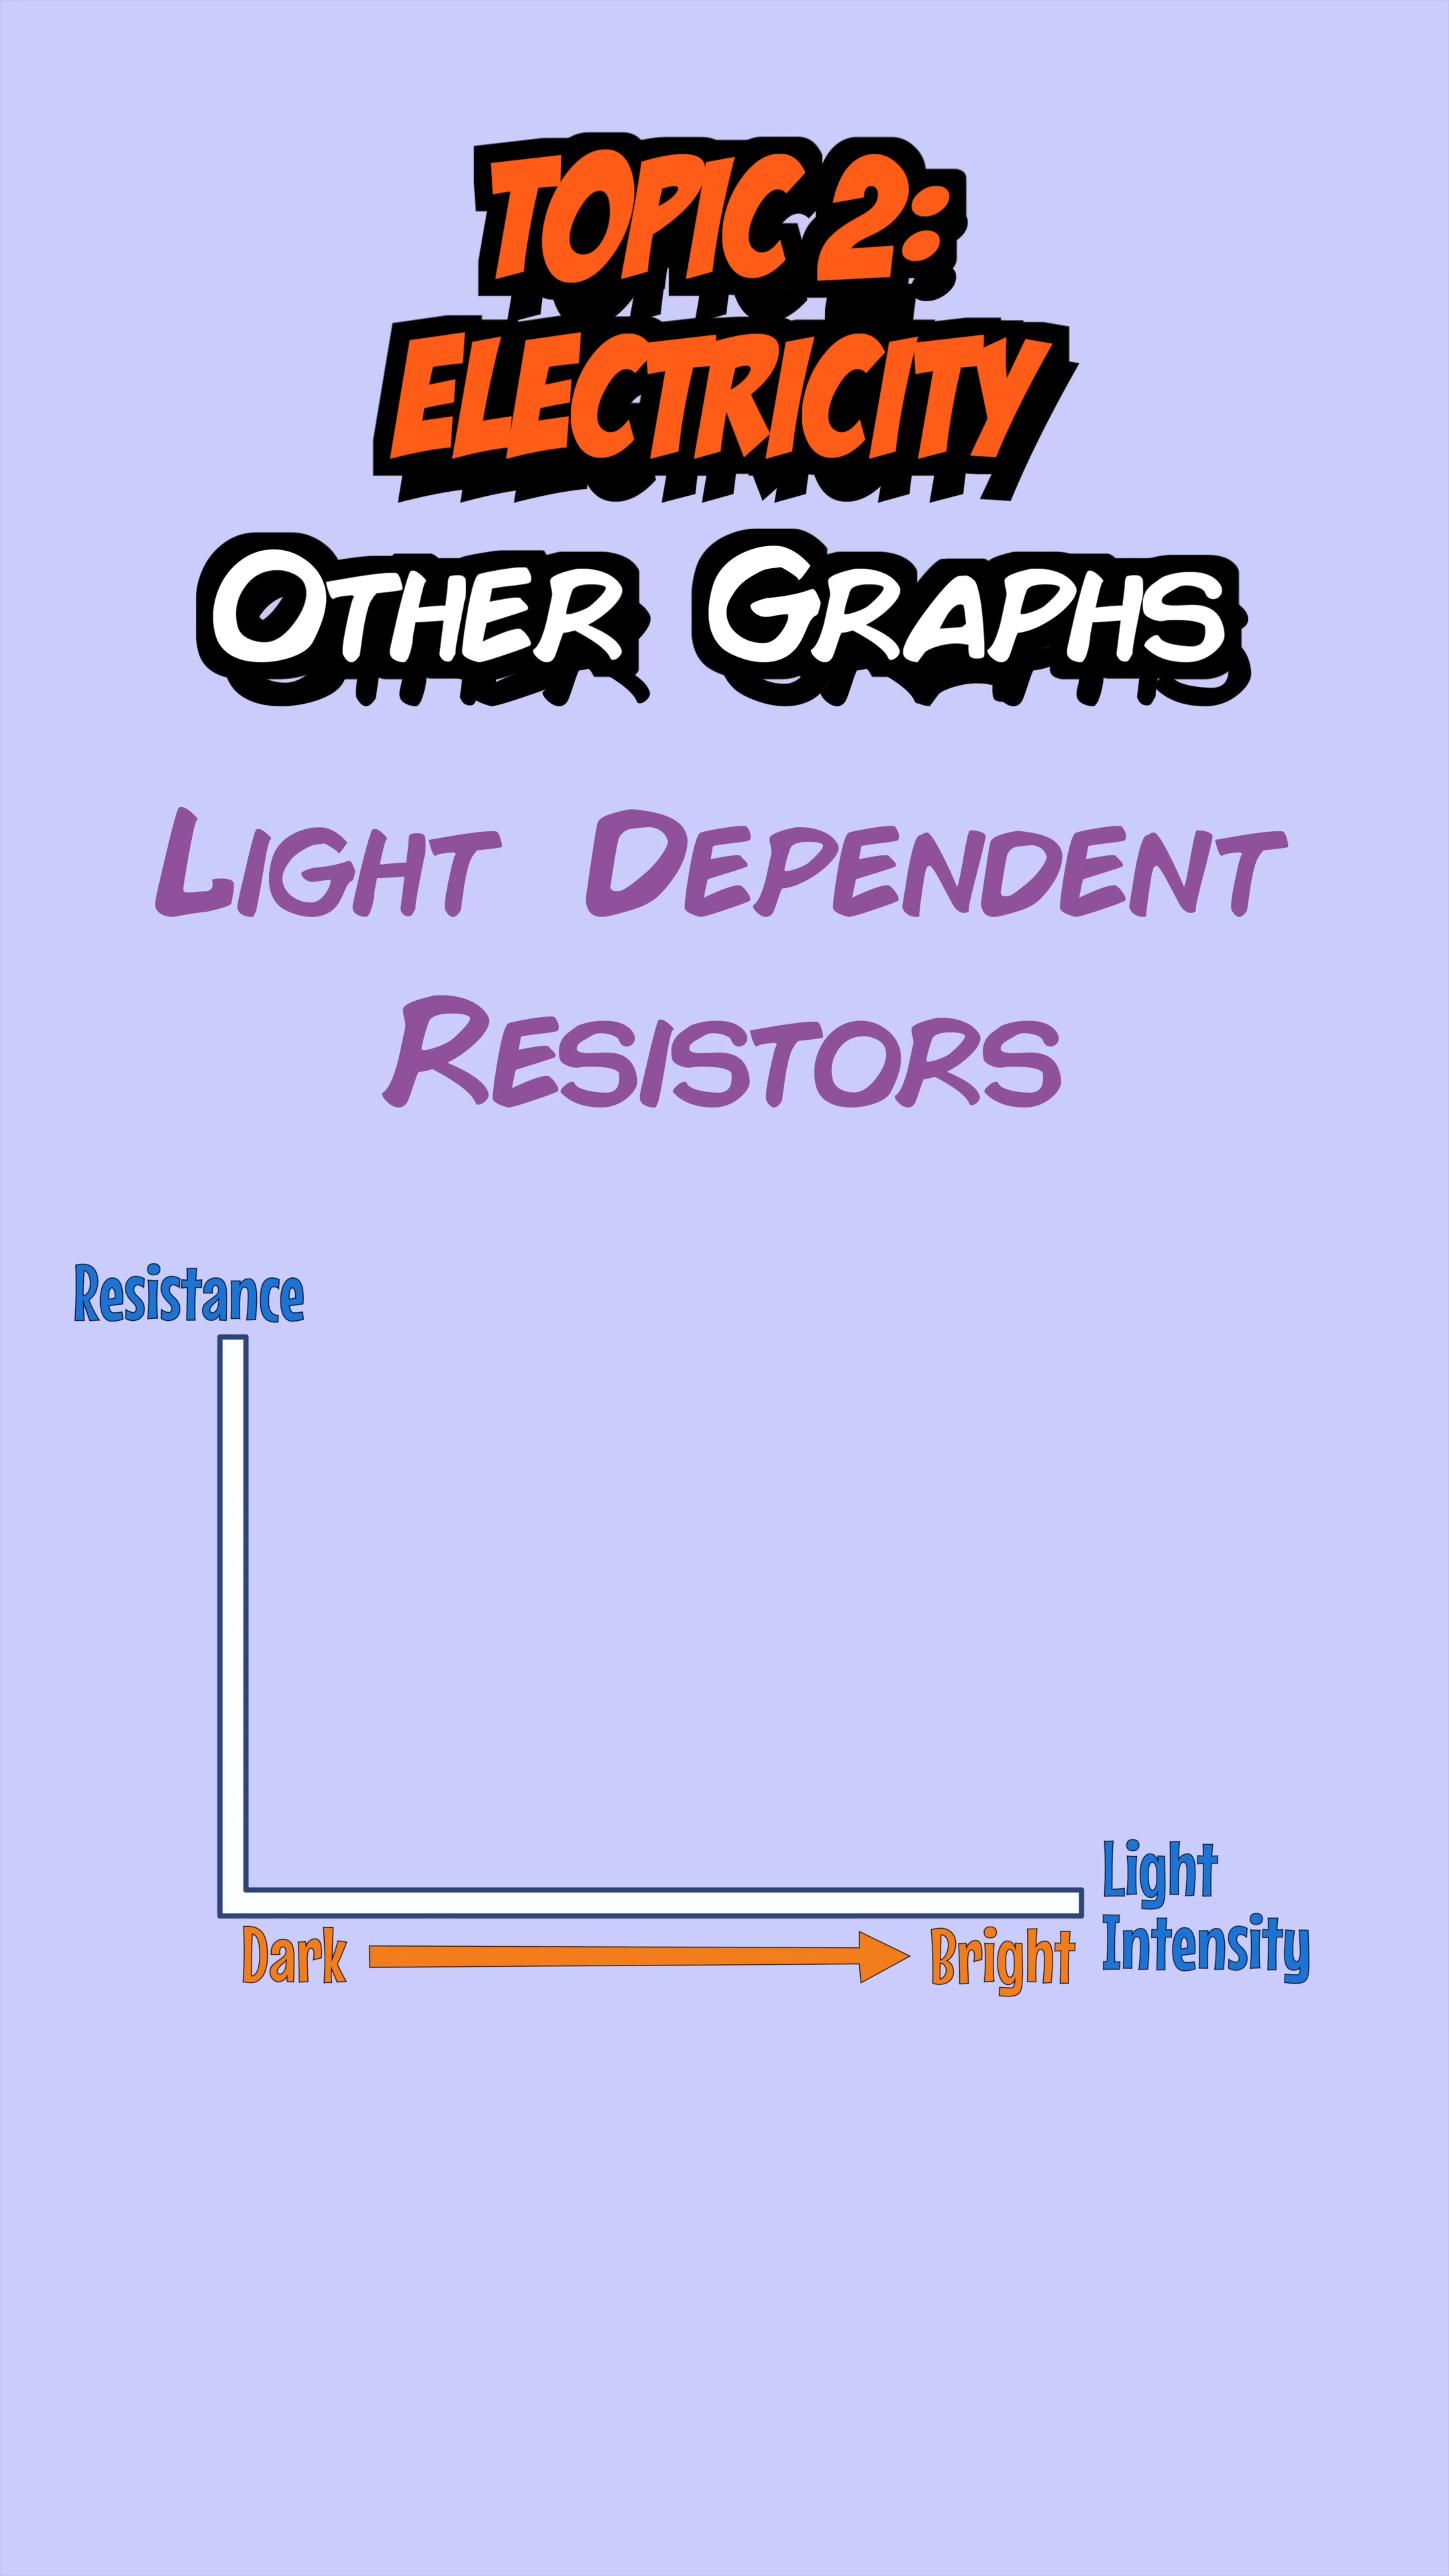 TOPIC 2:
ELECTRICITY
OTHER GRAPHS
LIGHT DEPENDENT
RESISTORS
Resistance
Light
Intensity
Dark
Bright